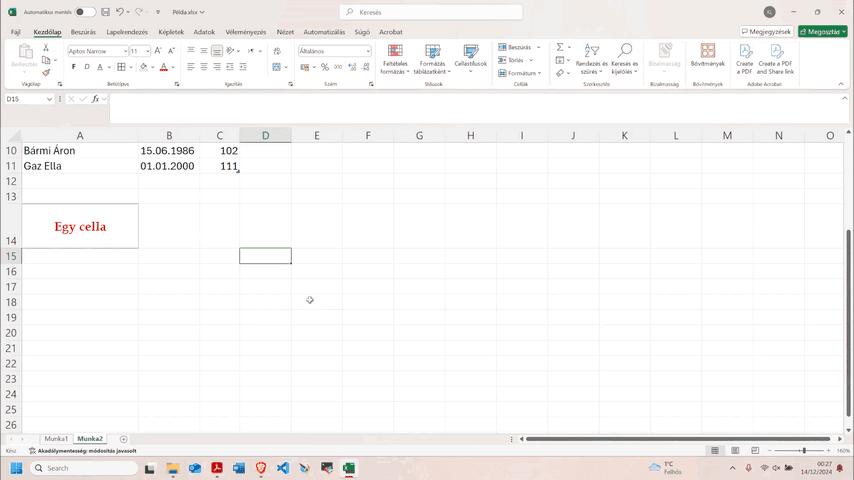 Automatikus mentés Példa.xlsx Keresés IG
Fájl Kezdőlap Beszúrás Lapelrendezés Képletek Adatok Véleményezés Nézet Automatizálás Súgó Acrobat Megjegyzések Megosztás
Beillesztés Aptos Narrow 11 Általános Feltételes formázás Formázás táblázatként Cellastílusok Beszúrás Törlés Formátum Rendezés és szűrés Keresés és kijelölés Bizalmasság Bővítmények Create a PDF Create a PDF and Share link
Vágólap Betűtípus Igazítás Szám Stílusok Cellák Szerkesztés Bizalmasság Bővítmények Adobe Acrobat
D15 fx
A B C D E F G H I J K L M N O
10 Bármi Áron 15.06.1986 102
11 Gaz Ella 01.01.2000 111
12
13
14 Egy cella
15
16
17
18
19
20
21
22
23
24
25
26
Munka1 Munka2
Kész Akadálymentesség: módosítás javasolt 160%
Search 1°C Felhős 00:27 14/12/2024